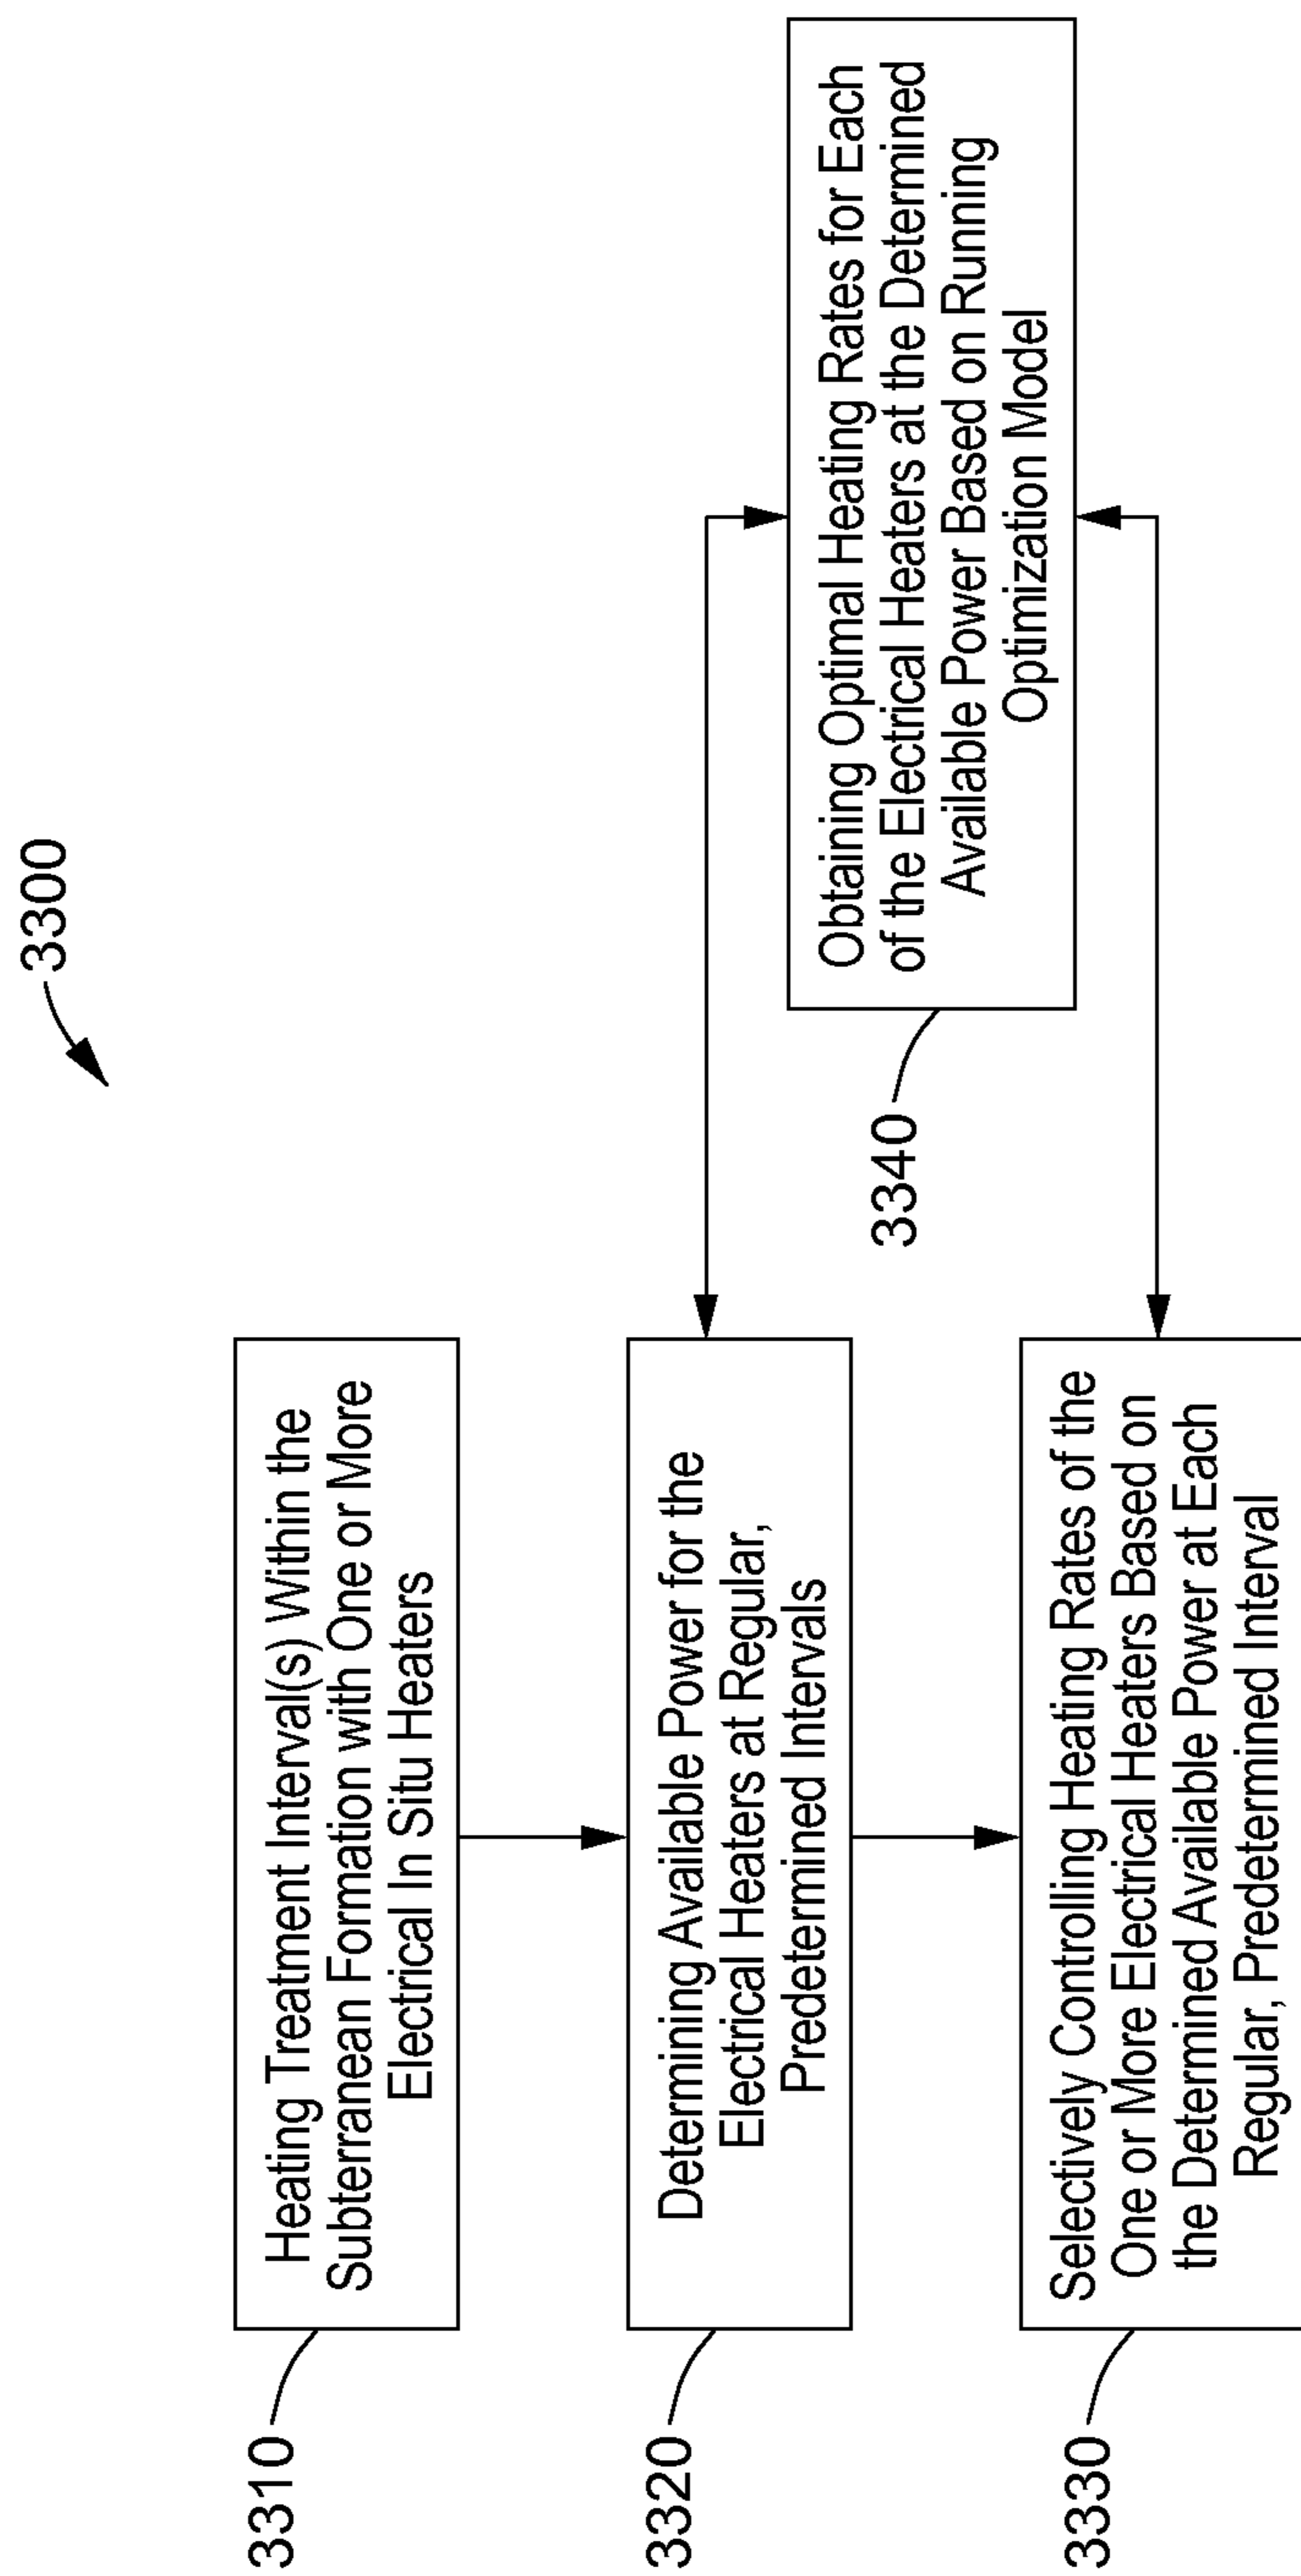 3300
3310
Heating Treatment Interval(s) Within the
Subterranean Formation with One or More
Electrical In Situ Heaters
3320
Determining Available Power for the
Electrical Heaters at Regular,
Predetermined Intervals
3330
Selectively Controlling Heating Rates of the
One or More Electrical Heaters Based on
the Determined Available Power at Each
Regular, Predetermined Interval
3340
Obtaining Optimal Heating Rates for Each
of the Electrical Heaters at the Determined
Available Power Based on Running
Optimization Model